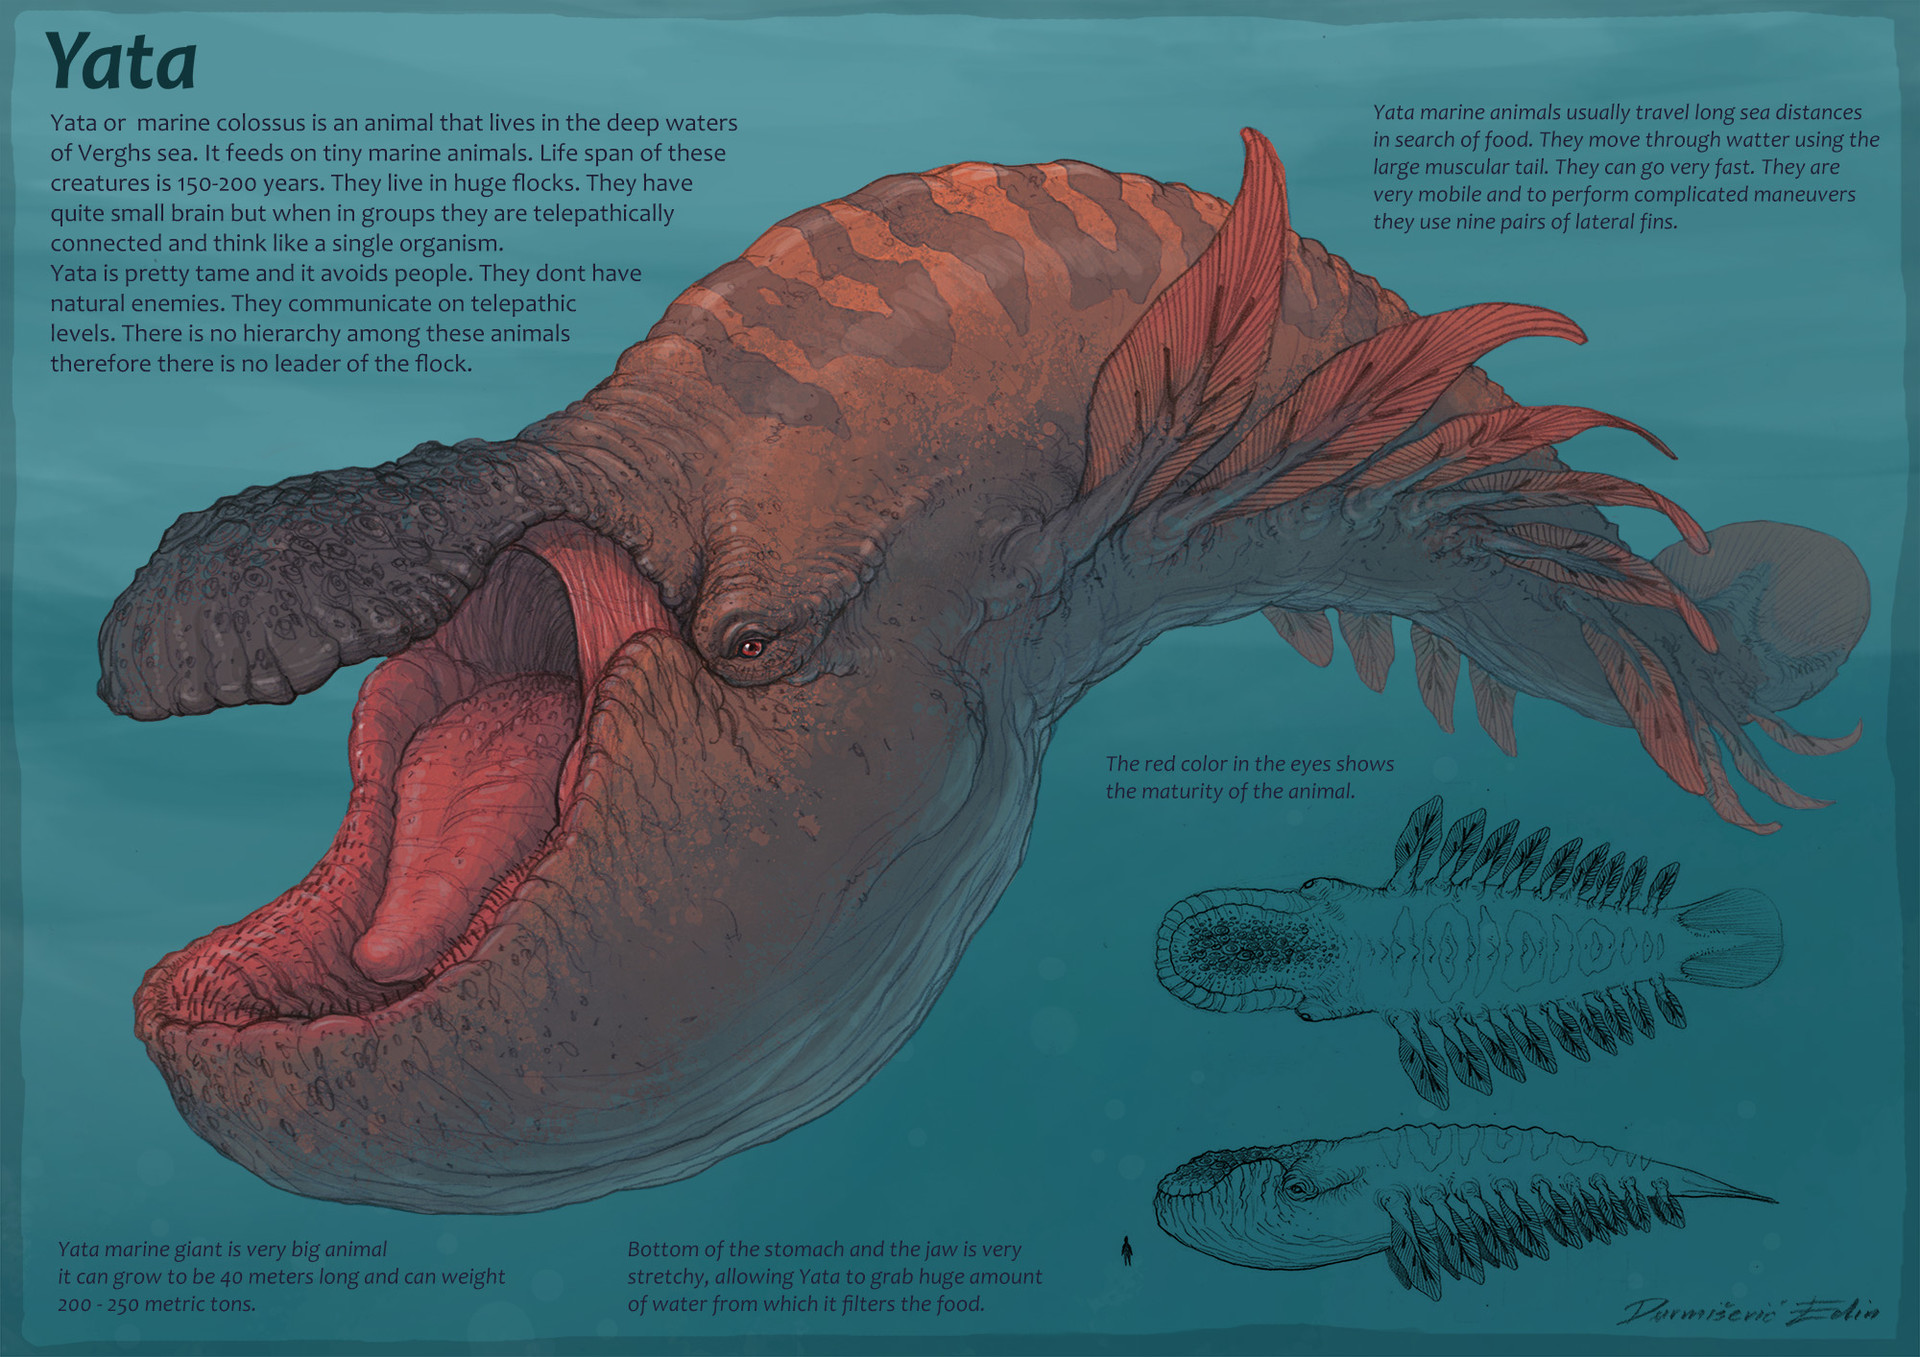 Yata
Yata or marine colossus is an animal that lives in the deep waters
of Verghs sea. It feeds on tiny marine animals. Life span of these
creatures is 150-200 years. They live in huge flocks. They have
quite small brain but when in groups they are telepathically
connected and think like a single organism.
Yata is pretty tame and it avoids people. They dont have
natural enemies. They communicate on telepathic
levels. There is no hierarchy among these animals
therefore there is no leader of the flock.
Yata marine animals usually travel long sea distances
in search of food. They move through watter using the
large muscular tail. They can go very fast. They are
very mobile and to perform complicated maneuvers
they use nine pairs of lateral fins.
The red color in the eyes shows
the maturity of the animal.
Yata marine giant is very big animal
it can grow to be 40 meters long and can weight
200 - 250 metric tons.
Bottom of the stomach and the jaw is very
stretchy, allowing Yata to grab huge amount
of water from which it filters the food.
Durmišević Edin